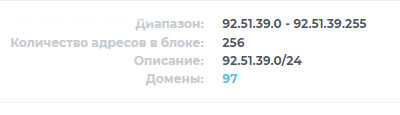 Диапазон: 92.51.39.0 - 92.51.39.255
Количество адресов в блоке: 256
Описание: 92.51.39.0/24
Домены: 97